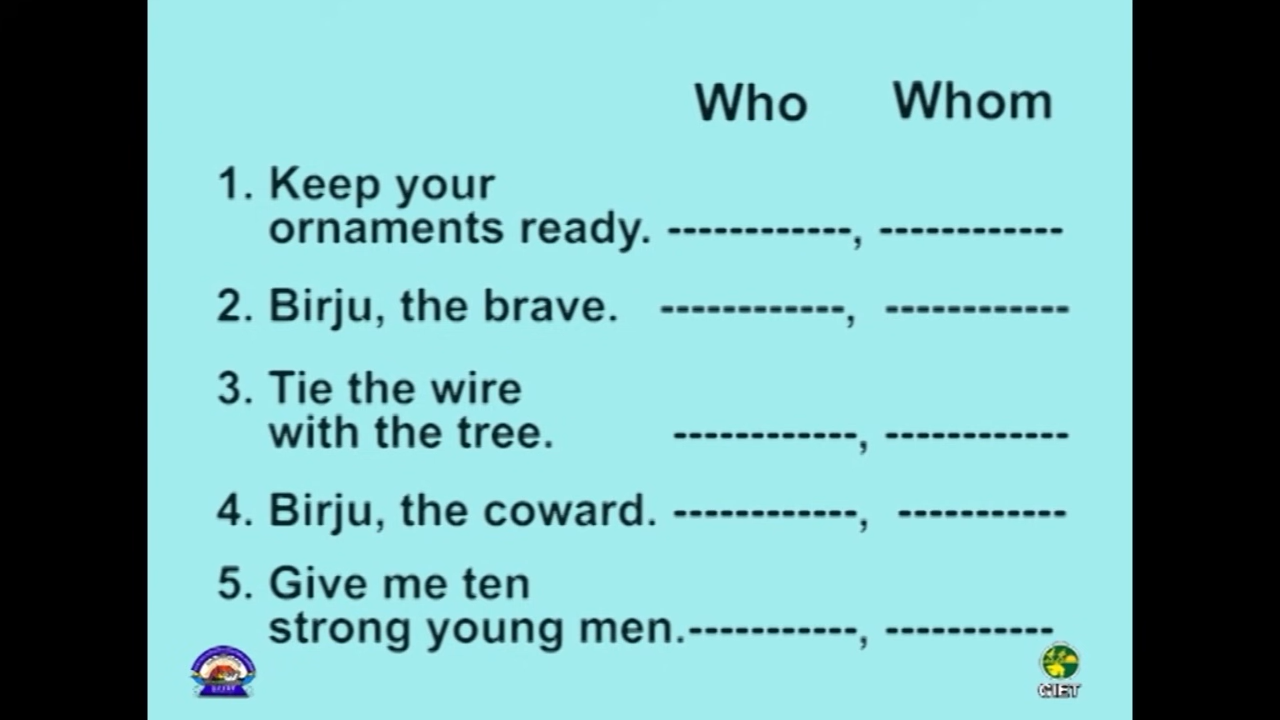 Who Whom
1. Keep your
ornaments ready. ------------, ------------
2. Birju, the brave. ------------, ------------
3. Tie the wire
with the tree. ------------, ------------
4. Birju, the coward. ------------, -----------
5. Give me ten
strong young men.-----------, -----------
GIET